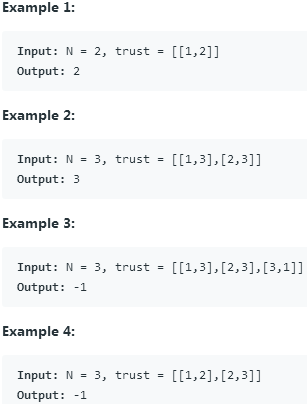 Example 1:
Input: N = 2, trust = [[1,2]]
Output: 2
Example 2:
Input: N = 3, trust = [[1,3],[2,3]]
Output: 3
Example 3:
Input: N = 3, trust = [[1,3],[2,3],[3,1]]
Output: -1
Example 4:
Input: N = 3, trust = [[1,2],[2,3]]
Output: -1